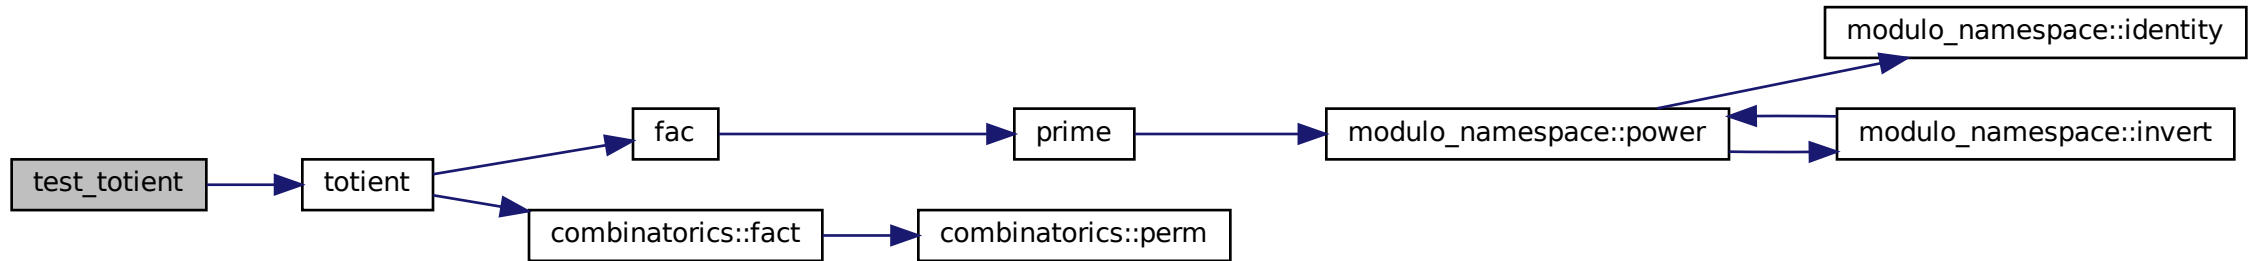 modulo_namespace::identity
fac
prime
modulo_namespace::power
modulo_namespace::invert
test_totient
totient
combinatorics::fact
combinatorics::perm